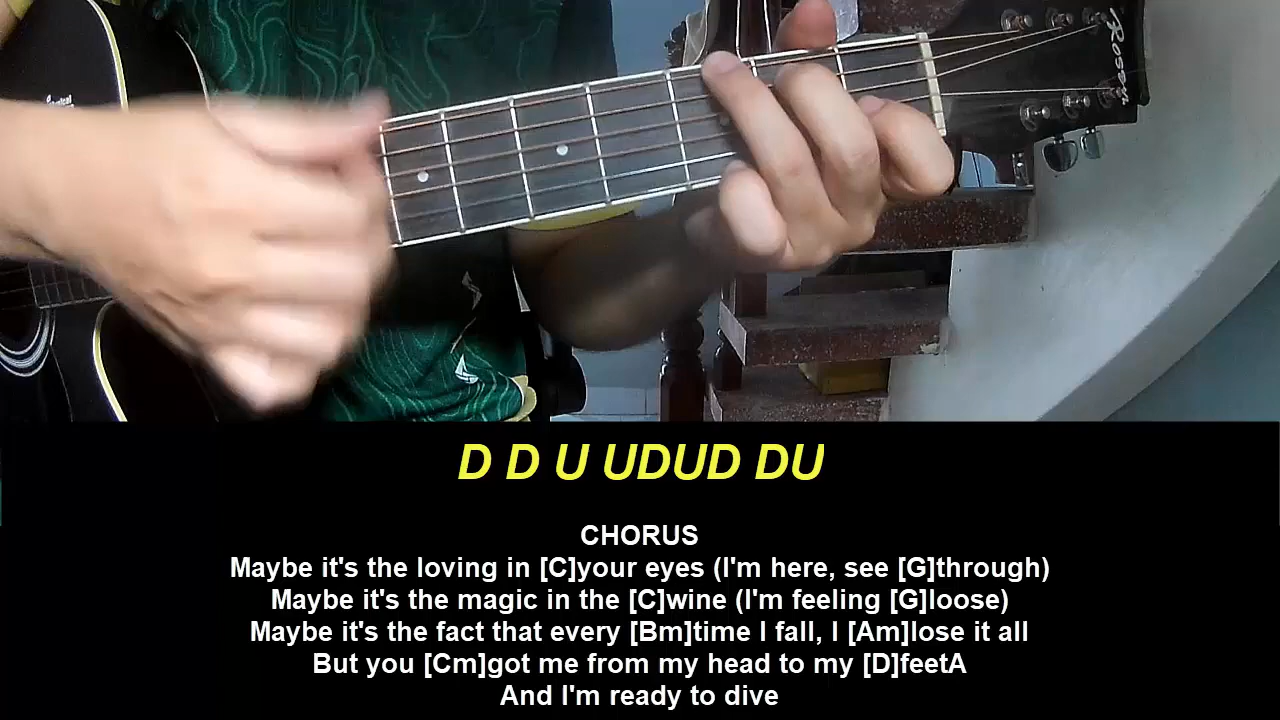 D D U UDUD DU
CHORUS
Maybe it's the loving in [C]your eyes (I'm here, see [G]through)
Maybe it's the magic in the [C]wine (I'm feeling [G]loose)
Maybe it's the fact that every [Bm]time I fall, I [Am]lose it all
But you [Cm]got me from my head to my [D]feetA
And I'm ready to dive